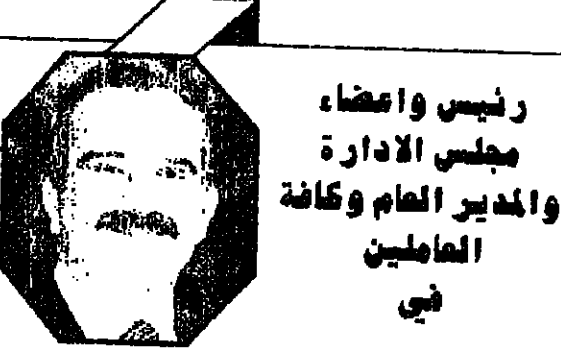 رئيس واعضاء
مجلس الادارة
والمدير العام وكافة
العاملين
في